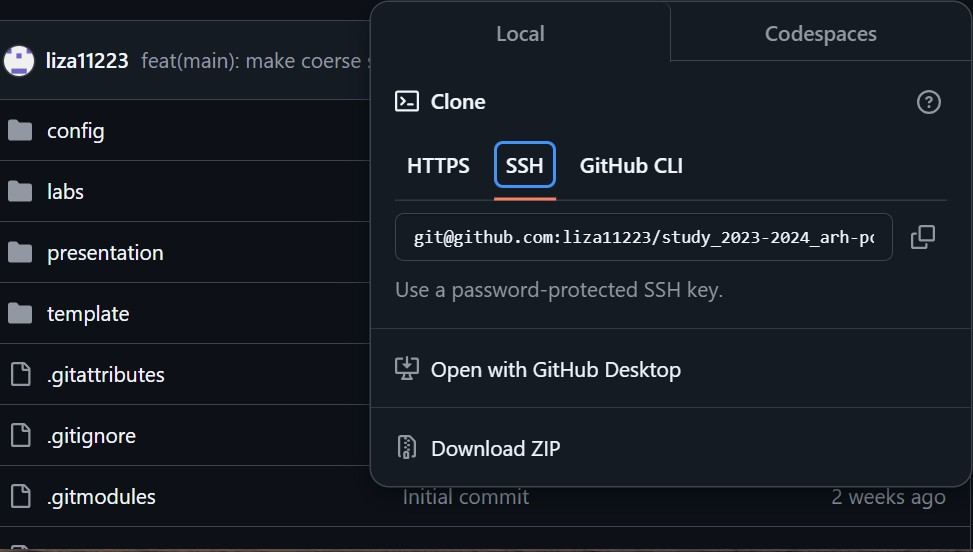 Local
Codespaces
liza11223 feat(main): make coerse
Clone
config
HTTPS
SSH
GitHub CLI
labs
git@github.com:liza11223/study_2023-2024_arh-pc
presentation
Use a password-protected SSH key.
template
.gitattributes
Open with GitHub Desktop
.gitignore
Download ZIP
.gitmodules
Initial commit
2 weeks ago